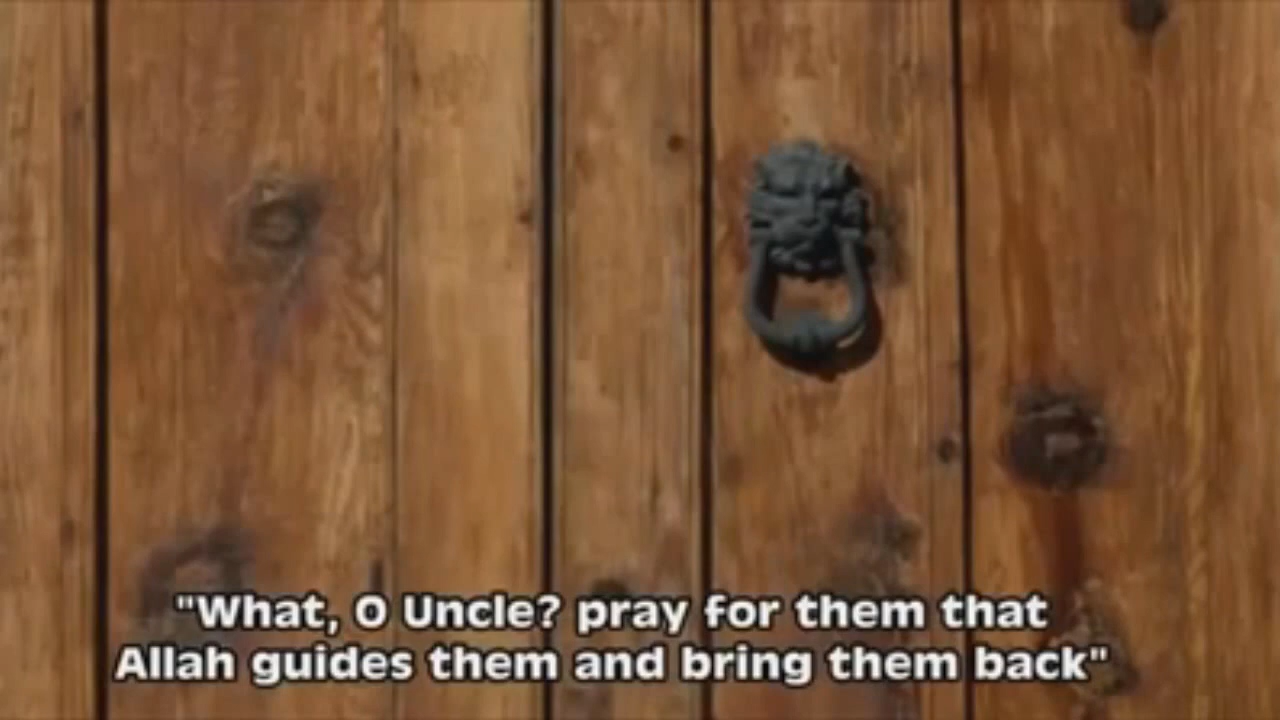 "What, O Uncle? pray for them that
Allah guides them and bring them back"